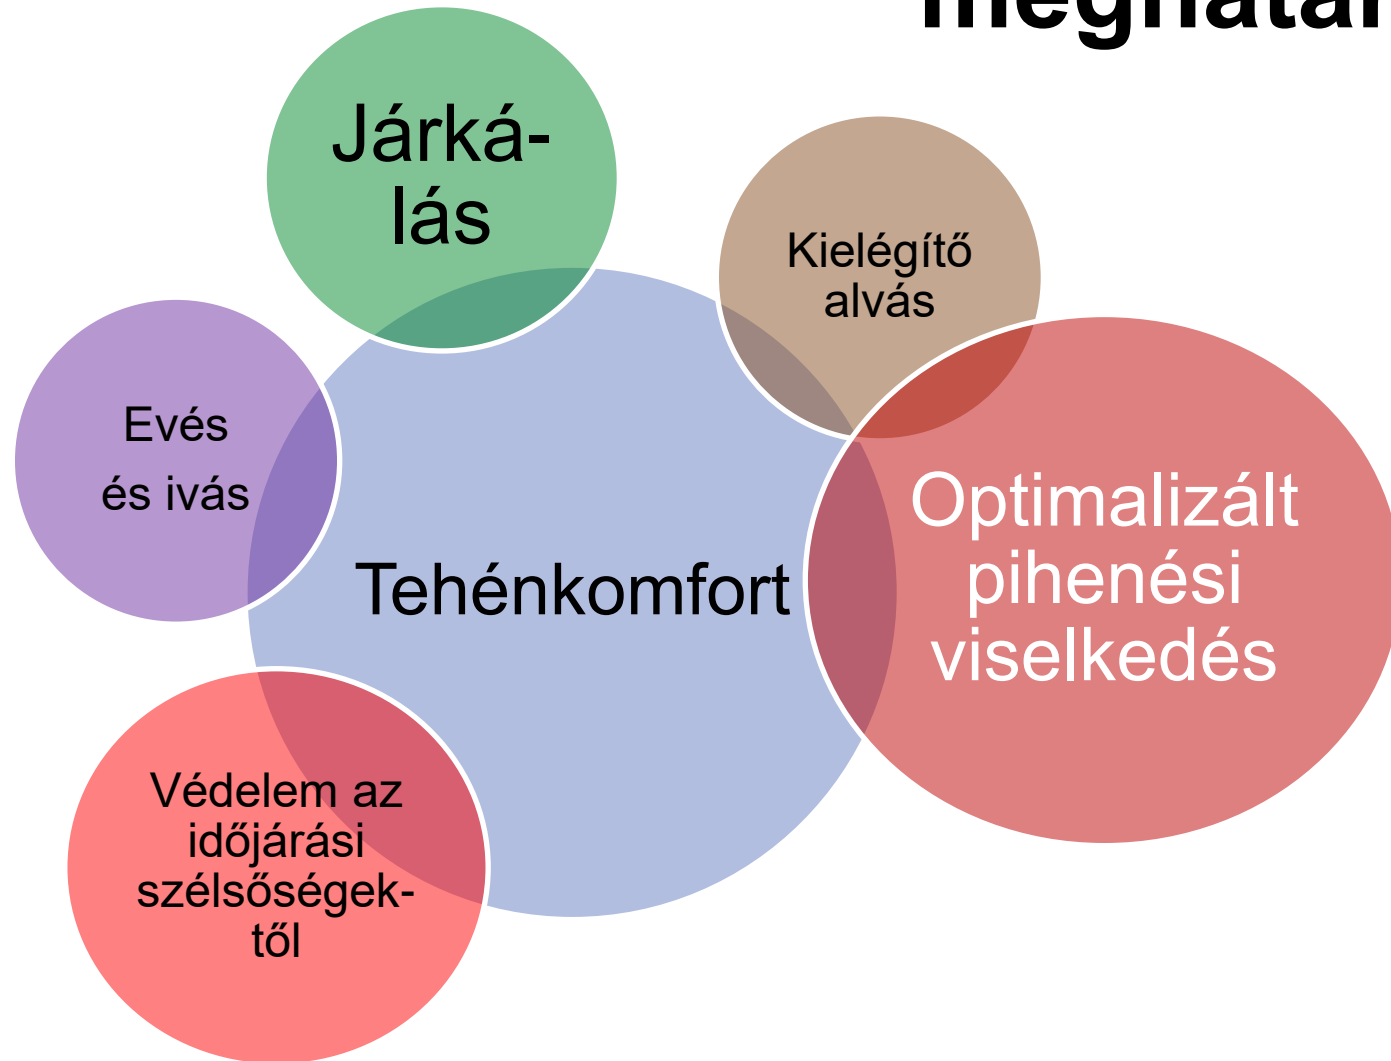 Járká-
lás
Kielégítő
alvás
Evés
és ivás
Optimalizált
pihenési
viselkedés
Tehénkomfort
Védelem az
időjárási
szélsőségek-
től